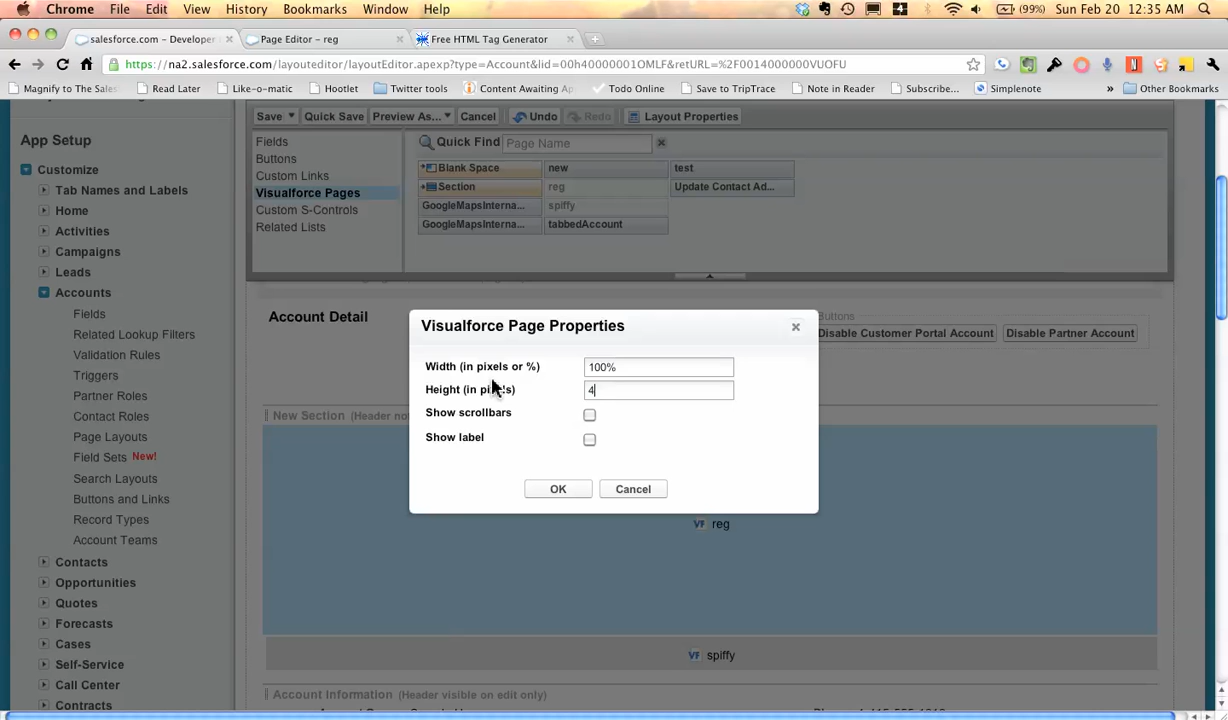 Chrome File Edit View History Bookmarks Window Help 4 (99%) Sun Feb 20 12:35 AM
salesforce.com – Developer × Page Editor – reg × Free HTML Tag Generator ×
https://na2.salesforce.com/layouteditor/layoutEditor.apexp?type=Account&lid=00h40000001OMLF&retURL=%2F0014000000VUOFU
Magnify to The Sales Read Later Like-o-matic Hootlet Twitter tools Content Awaiting Ap Todo Online Save to TripTrace Note in Reader Subscribe... Simplenote » Other Bookmarks
App Setup
Customize
Tab Names and Labels
Home
Activities
Campaigns
Leads
Accounts
Fields
Related Lookup Filters
Validation Rules
Triggers
Partner Roles
Contact Roles
Page Layouts
Field Sets New!
Search Layouts
Buttons and Links
Record Types
Account Teams
Contacts
Opportunities
Quotes
Forecasts
Cases
Self-Service
Call Center
Contracts
Save Quick Save Preview As... Cancel Undo Redo Layout Properties
Fields
Buttons
Custom Links
Visualforce Pages
Custom S-Controls
Related Lists
Quick Find Page Name
Blank Space new test
Section reg Update Contact Ad...
GoogleMapsInterna... spiffy
GoogleMapsInterna... tabbedAccount
Account Detail
Buttons
Disable Customer Portal Account Disable Partner Account
New Section (Header no
Visualforce Page Properties ×
Width (in pixels or %) 100%
Height (in pixels) 4
Show scrollbars
Show label
OK Cancel
VF reg
VF spiffy
Account Information (Header visible on edit only)